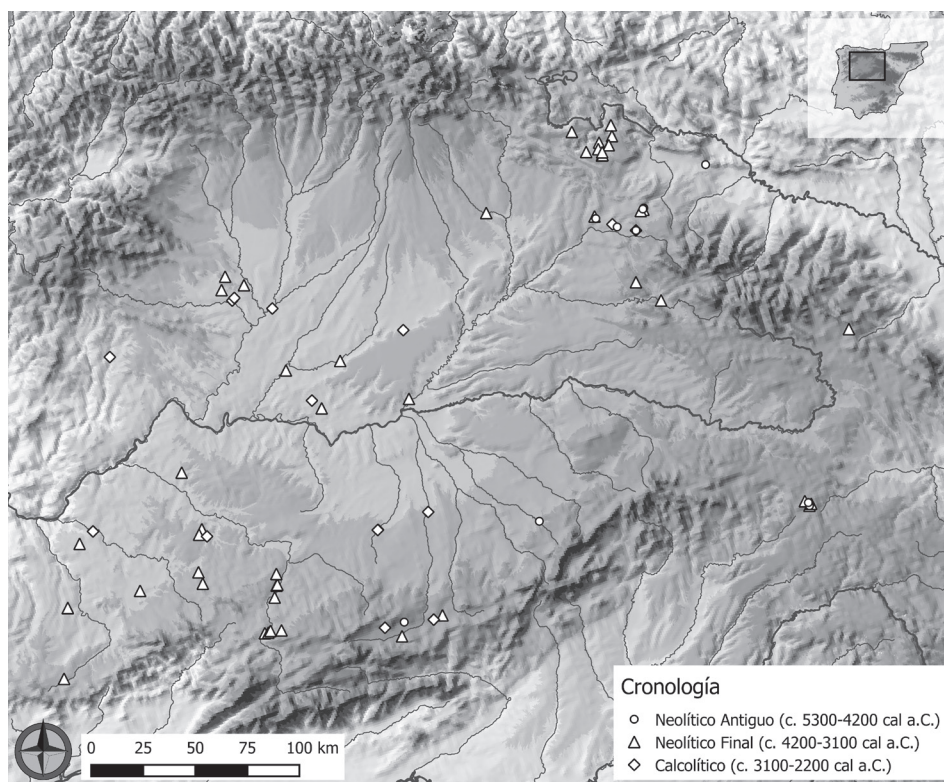 Cronología
Neolítico Antiguo (c. 5300-4200 cal a.C.)
Neolítico Final (c. 4200-3100 cal a.C.)
Calcolítico (c. 3100-2200 cal a.C.)
0 25 50 75 100 km